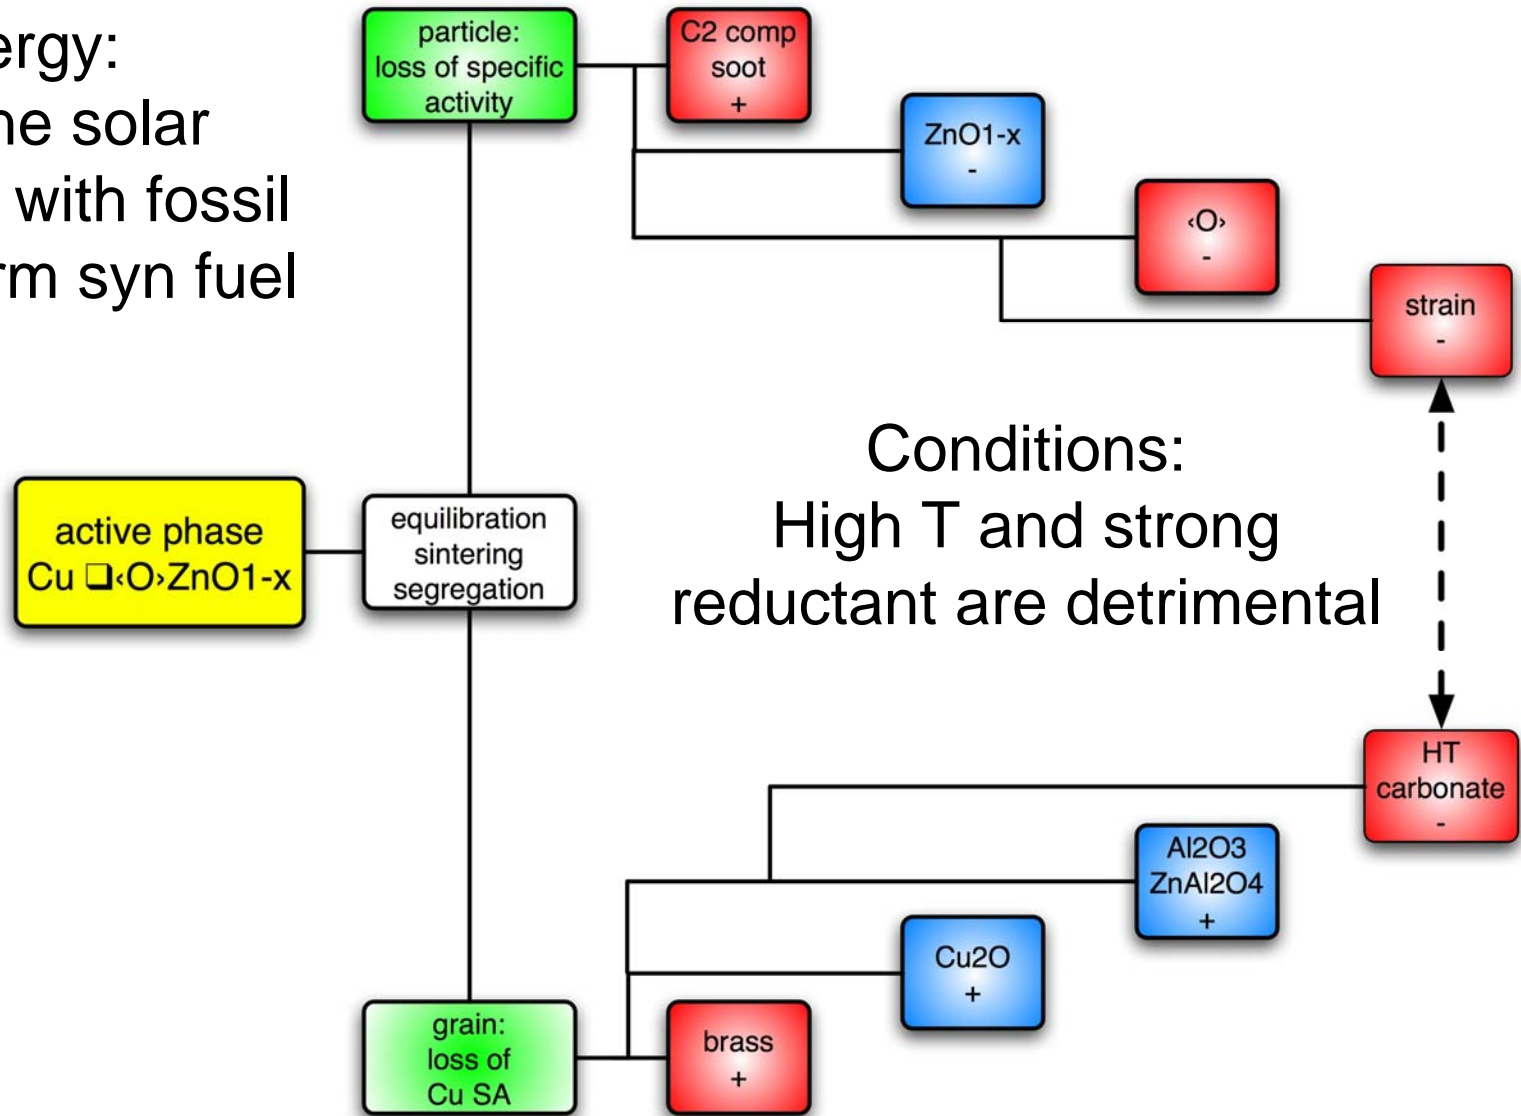 ergy:
ne solar
with fossil
rm syn fuel
particle:
loss of specific
activity
C2 comp
soot
+
ZnO1-x
-
‹O›
-
strain
-
active phase
Cu ❏‹O›ZnO1-x
equilibration
sintering
segregation
Conditions:
High T and strong
reductant are detrimental
HT
carbonate
-
Al2O3
ZnAl2O4
+
Cu2O
+
grain:
loss of
Cu SA
brass
+